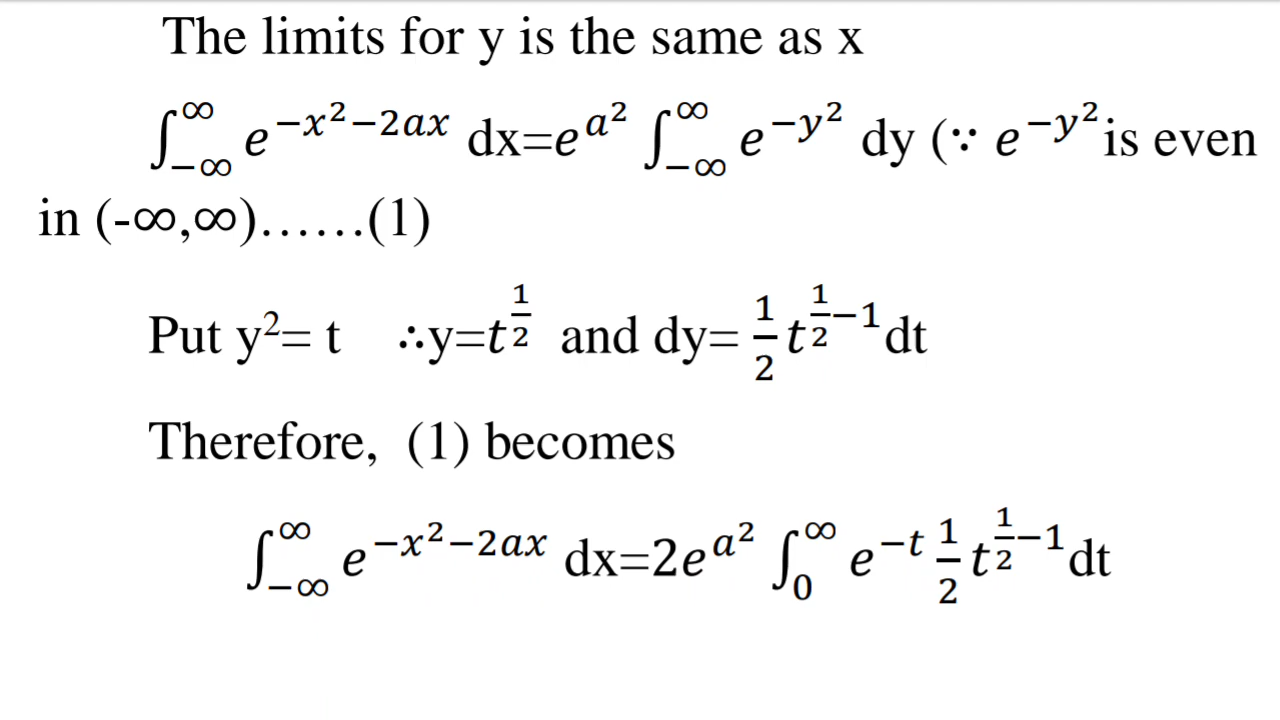 The limits for y is the same as x
∫_{-∞}^{∞} e^{-x²-2ax} dx=e^{a²} ∫_{-∞}^{∞} e^{-y²} dy (∵ e^{-y²}is even
in (-∞,∞)......(1)
Put y²= t ∴y=t^{1/2} and dy= 1/2 t^{1/2-1}dt
Therefore, (1) becomes
∫_{-∞}^{∞} e^{-x²-2ax} dx=2e^{a²} ∫_{0}^{∞} e^{-t} 1/2 t^{1/2-1}dt